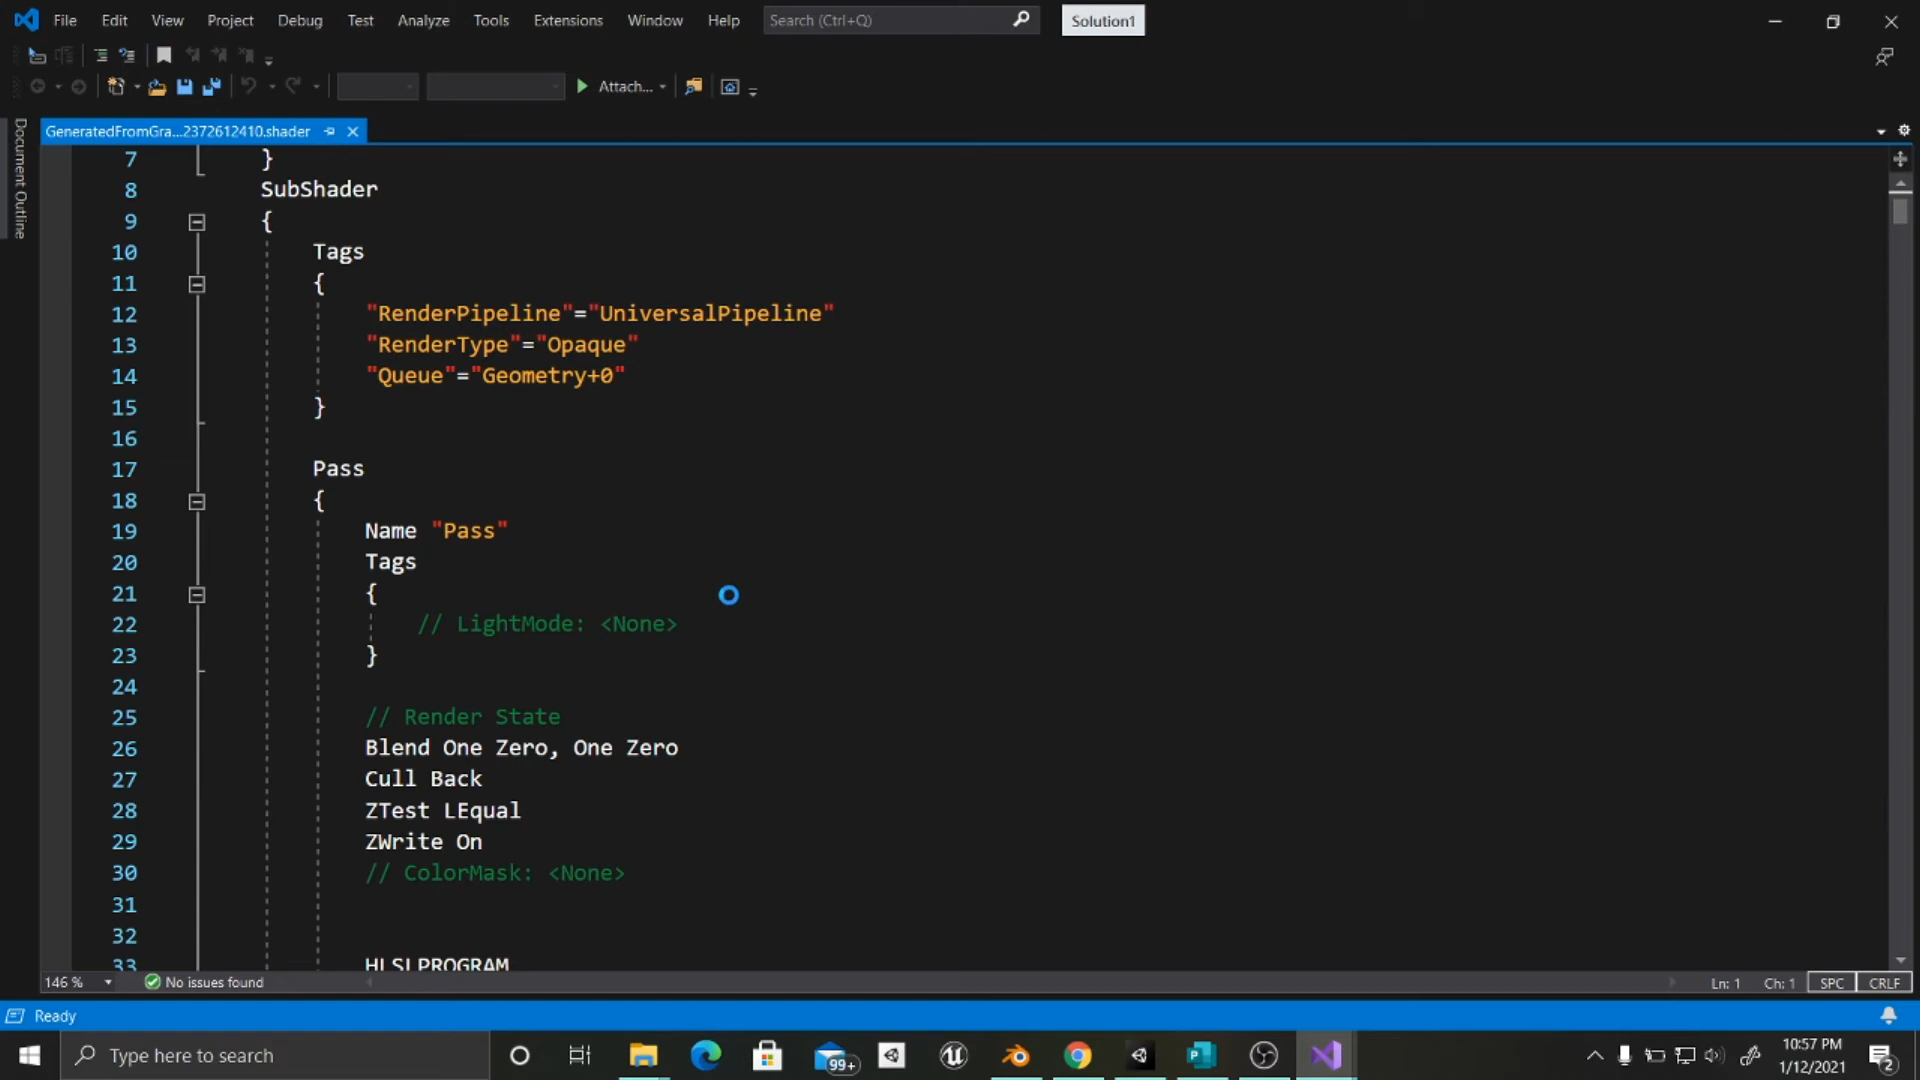 File Edit View Project Debug Test Analyze Tools Extensions Window Help Search (Ctrl+Q) Solution1
Attach...
Document Outline
GeneratedFromGra...2372612410.shader
7 }
8 SubShader
9 {
10 Tags
11 {
12 "RenderPipeline"="UniversalPipeline"
13 "RenderType"="Opaque"
14 "Queue"="Geometry+0"
15 }
16
17 Pass
18 {
19 Name "Pass"
20 Tags
21 {
22 // LightMode: <None>
23 }
24
25 // Render State
26 Blend One Zero, One Zero
27 Cull Back
28 ZTest LEqual
29 ZWrite On
30 // ColorMask: <None>
31
32
33 HLSLPROGRAM
146 % No issues found Ln: 1 Ch: 1 SPC CRLF
Ready
Type here to search 99+ 10:57 PM
1/12/2021 2